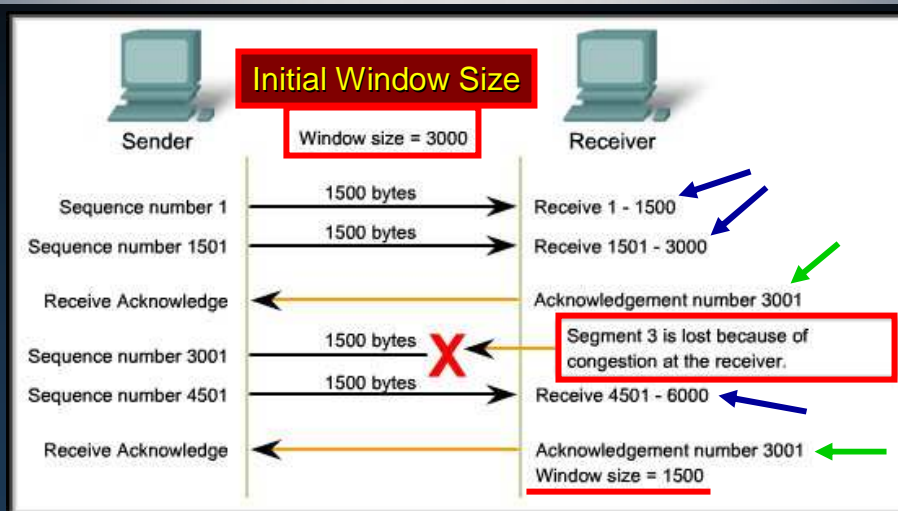 Initial Window Size
Sender
Window size = 3000
Receiver
Sequence number 1
1500 bytes
Receive 1 - 1500
Sequence number 1501
1500 bytes
Receive 1501 - 3000
Receive Acknowledge
Acknowledgement number 3001
Sequence number 3001
1500 bytes
X
Segment 3 is lost because of
congestion at the receiver.
Sequence number 4501
1500 bytes
Receive 4501 - 6000
Receive Acknowledge
Acknowledgement number 3001
Window size = 1500